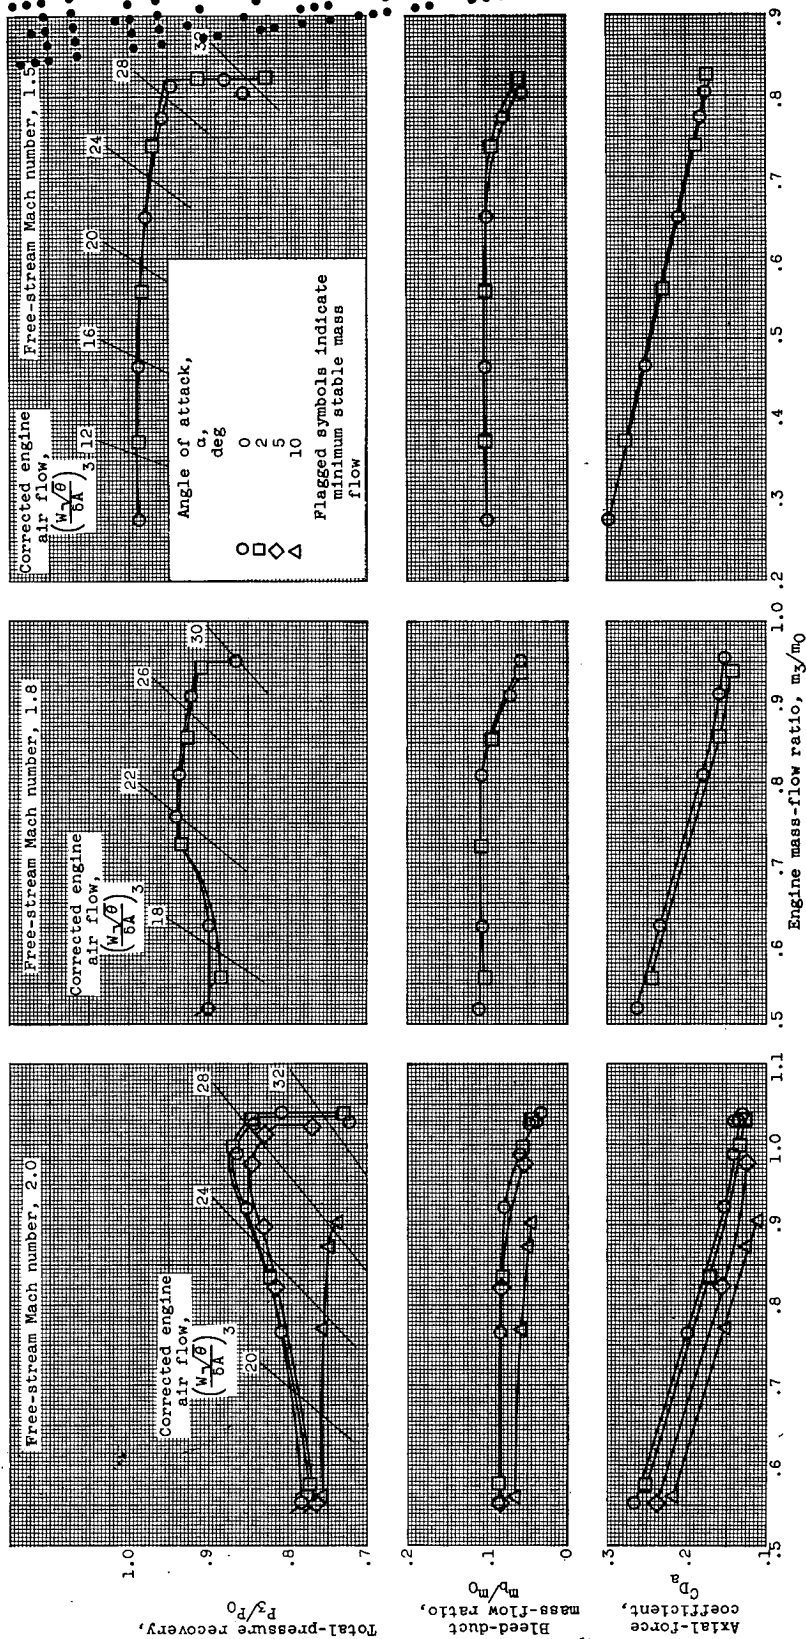 Free-stream Mach number, 2.0
Corrected engine
air flow,
(W√θ/δA)3
20
24
28
32
Free-stream Mach number, 1.8
Corrected engine
air flow,
(W√θ/δA)3
18
22
26
30
Free-stream Mach number, 1.5
Corrected engine
air flow,
(W√θ/δA)3
12
16
20
24
28
32
Angle of attack,
α,
deg
0
2
5
10
Flagged symbols indicate
minimum stable mass
flow
Total-pressure recovery,
P3/P0
1.0
.9
.8
.7
Bleed-duct
mass-flow ratio,
mb/m0
.2
.1
0
Axial-force
coefficient,
CDa
.3
.2
.1
.5
.6
.7
.8
.9
1.0
1.1
.5
.6
.7
.8
.9
1.0
.2
.3
.4
.5
.6
.7
.8
.9
Engine mass-flow ratio, m3/m0